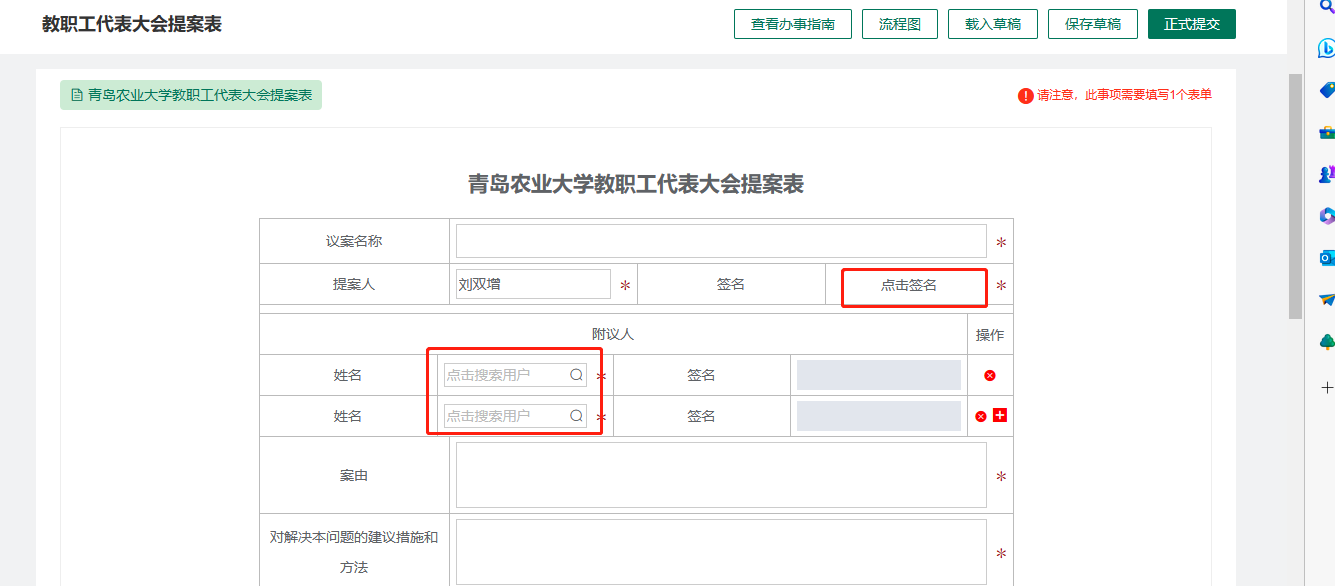 教职工代表大会提案表
查看办事指南 流程图 载入草稿 保存草稿 正式提交
青岛农业大学教职工代表大会提案表
请注意，此事项需要填写1个表单
青岛农业大学教职工代表大会提案表
议案名称 *
提案人 刘双增 * 签名 点击签名 *
附议人 操作
姓名 点击搜索用户 * 签名
姓名 点击搜索用户 * 签名
案由 *
对解决本问题的建议措施和
方法 *